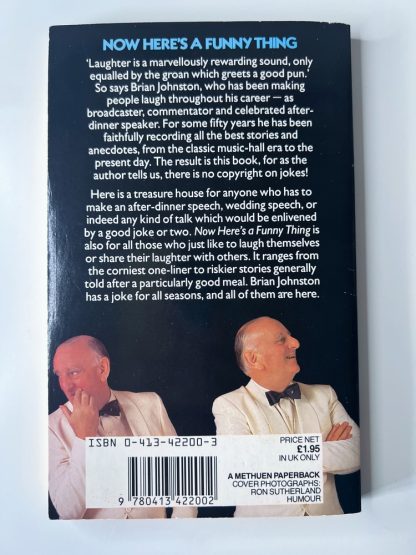 NOW HERE'S A FUNNY THING
'Laughter is a marvellously rewarding sound, only
equalled by the groan which greets a good pun.'
So says Brian Johnston, who has been making
people laugh throughout his career — as
broadcaster, commentator and celebrated after-
dinner speaker. For some fifty years he has been
faithfully recording all the best stories and
anecdotes, from the classic music-hall era to the
present day. The result is this book, for as the
author tells us, there is no copyright on jokes!
Here is a treasure house for anyone who has to
make an after-dinner speech, wedding speech, or
indeed any kind of talk which would be enlivened
by a good joke or two. Now Here's a Funny Thing is
also for all those who just like to laugh themselves
or share their laughter with others. It ranges from
the corniest one-liner to riskier stories generally
told after a particularly good meal. Brian Johnston
has a joke for all seasons, and all of them are here.
ISBN 0-413-42200-3
9 780413 422002
PRICE NET
£1.95
IN UK ONLY
A METHUEN PAPERBACK
COVER PHOTOGRAPHS:
RON SUTHERLAND
HUMOUR